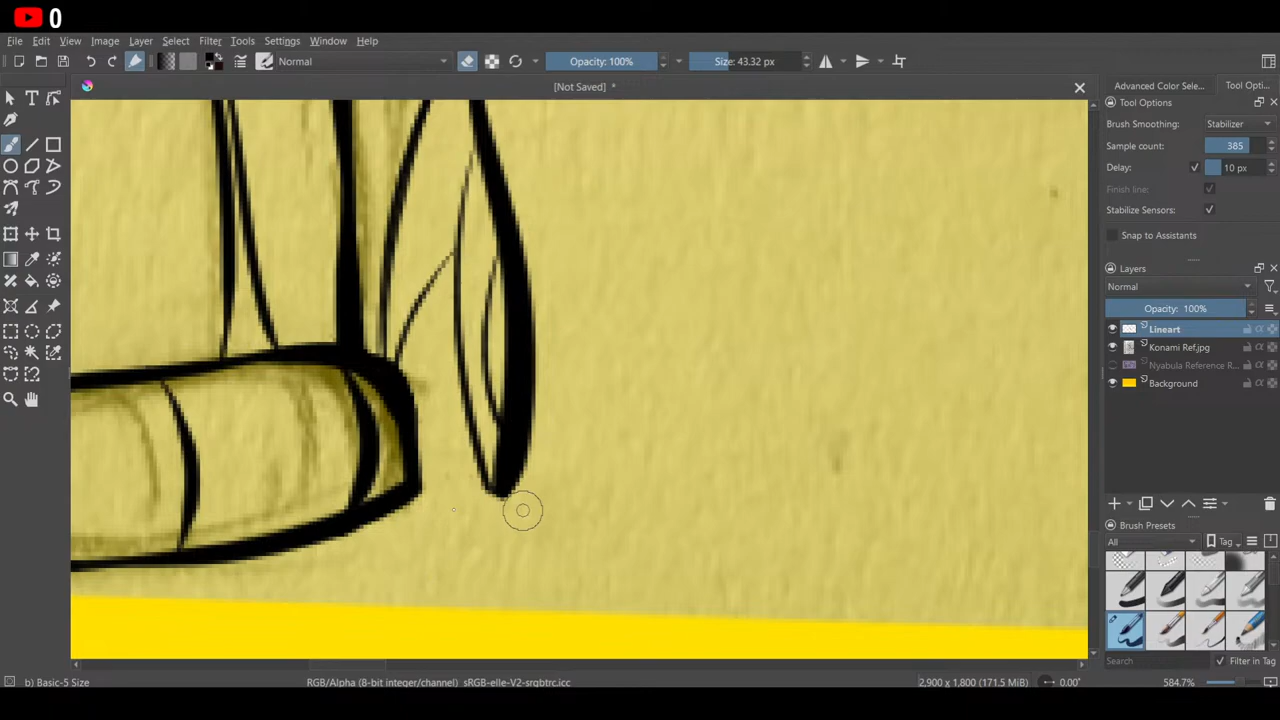 0
File Edit View Image Layer Select Filter Tools Settings Window Help
Normal Opacity: 100% Size: 43.32 px
[Not Saved] *
Advanced Color Sele... Tool Opti...
Tool Options
Brush Smoothing: Stabilizer
Sample count: 385
Delay: 10 px
Finish line:
Stabilize Sensors:
Snap to Assistants
Layers
Normal
Opacity: 100%
Lineart
Konami Ref.jpg
Nyabula Reference R...
Background
Brush Presets
All Tag
Search Filter in Tag
b) Basic-5 Size RGB/Alpha (8-bit integer/channel) sRGB-elle-V2-srgbtrc.icc 2,900 x 1,800 (171.5 MiB) 0.00° 584.7%